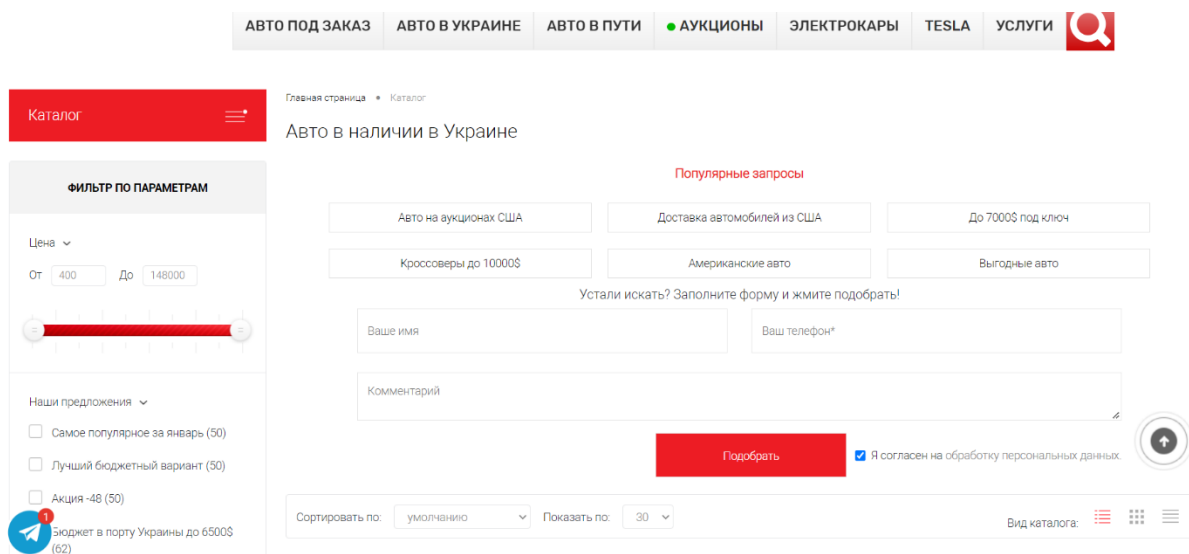 АВТО ПОД ЗАКАЗ АВТО В УКРАИНЕ АВТО В ПУТИ АУКЦИОНЫ ЭЛЕКТРОКАРЫ TESLA УСЛУГИ
Каталог
ФИЛЬТР ПО ПАРАМЕТРАМ
Цена
От 400 До 148000
Наши предложения
Самое популярное за январь (50)
Лучший бюджетный вариант (50)
Акция -48 (50)
1
Бюджет в порту Украины до 6500$
(62)
Главная страница • Каталог
Авто в наличии в Украине
Популярные запросы
Авто на аукционах США Доставка автомобилей из США До 7000$ под ключ
Кроссоверы до 10000$ Американские авто Выгодные авто
Устали искать? Заполните форму и жмите подобрать!
Ваше имя Ваш телефон*
Комментарий
Подобрать Я согласен на обработку персональных данных.
Сортировать по: умолчанию Показать по: 30 Вид каталога: